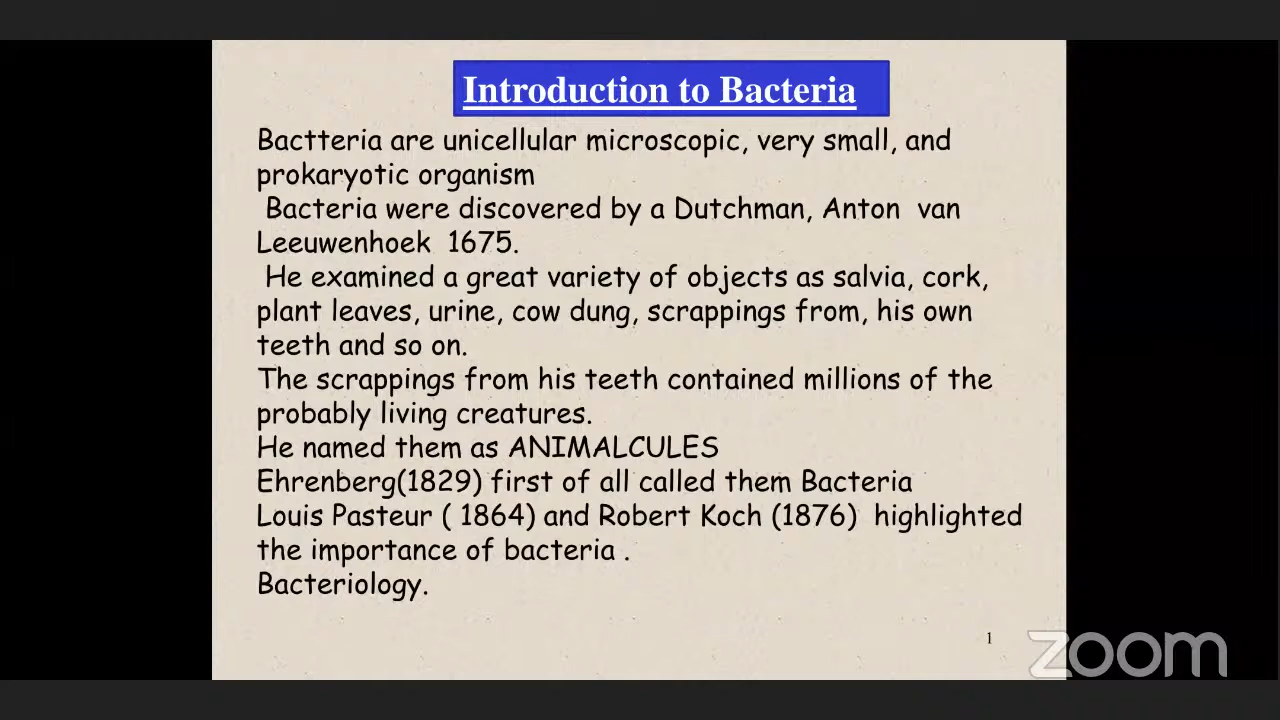 Introduction to Bacteria
Bactteria are unicellular microscopic, very small, and
prokaryotic organism
Bacteria were discovered by a Dutchman, Anton van
Leeuwenhoek 1675.
He examined a great variety of objects as salvia, cork,
plant leaves, urine, cow dung, scrappings from, his own
teeth and so on.
The scrappings from his teeth contained millions of the
probably living creatures.
He named them as ANIMALCULES
Ehrenberg(1829) first of all called them Bacteria
Louis Pasteur ( 1864) and Robert Koch (1876) highlighted
the importance of bacteria .
Bacteriology.
1
zoom